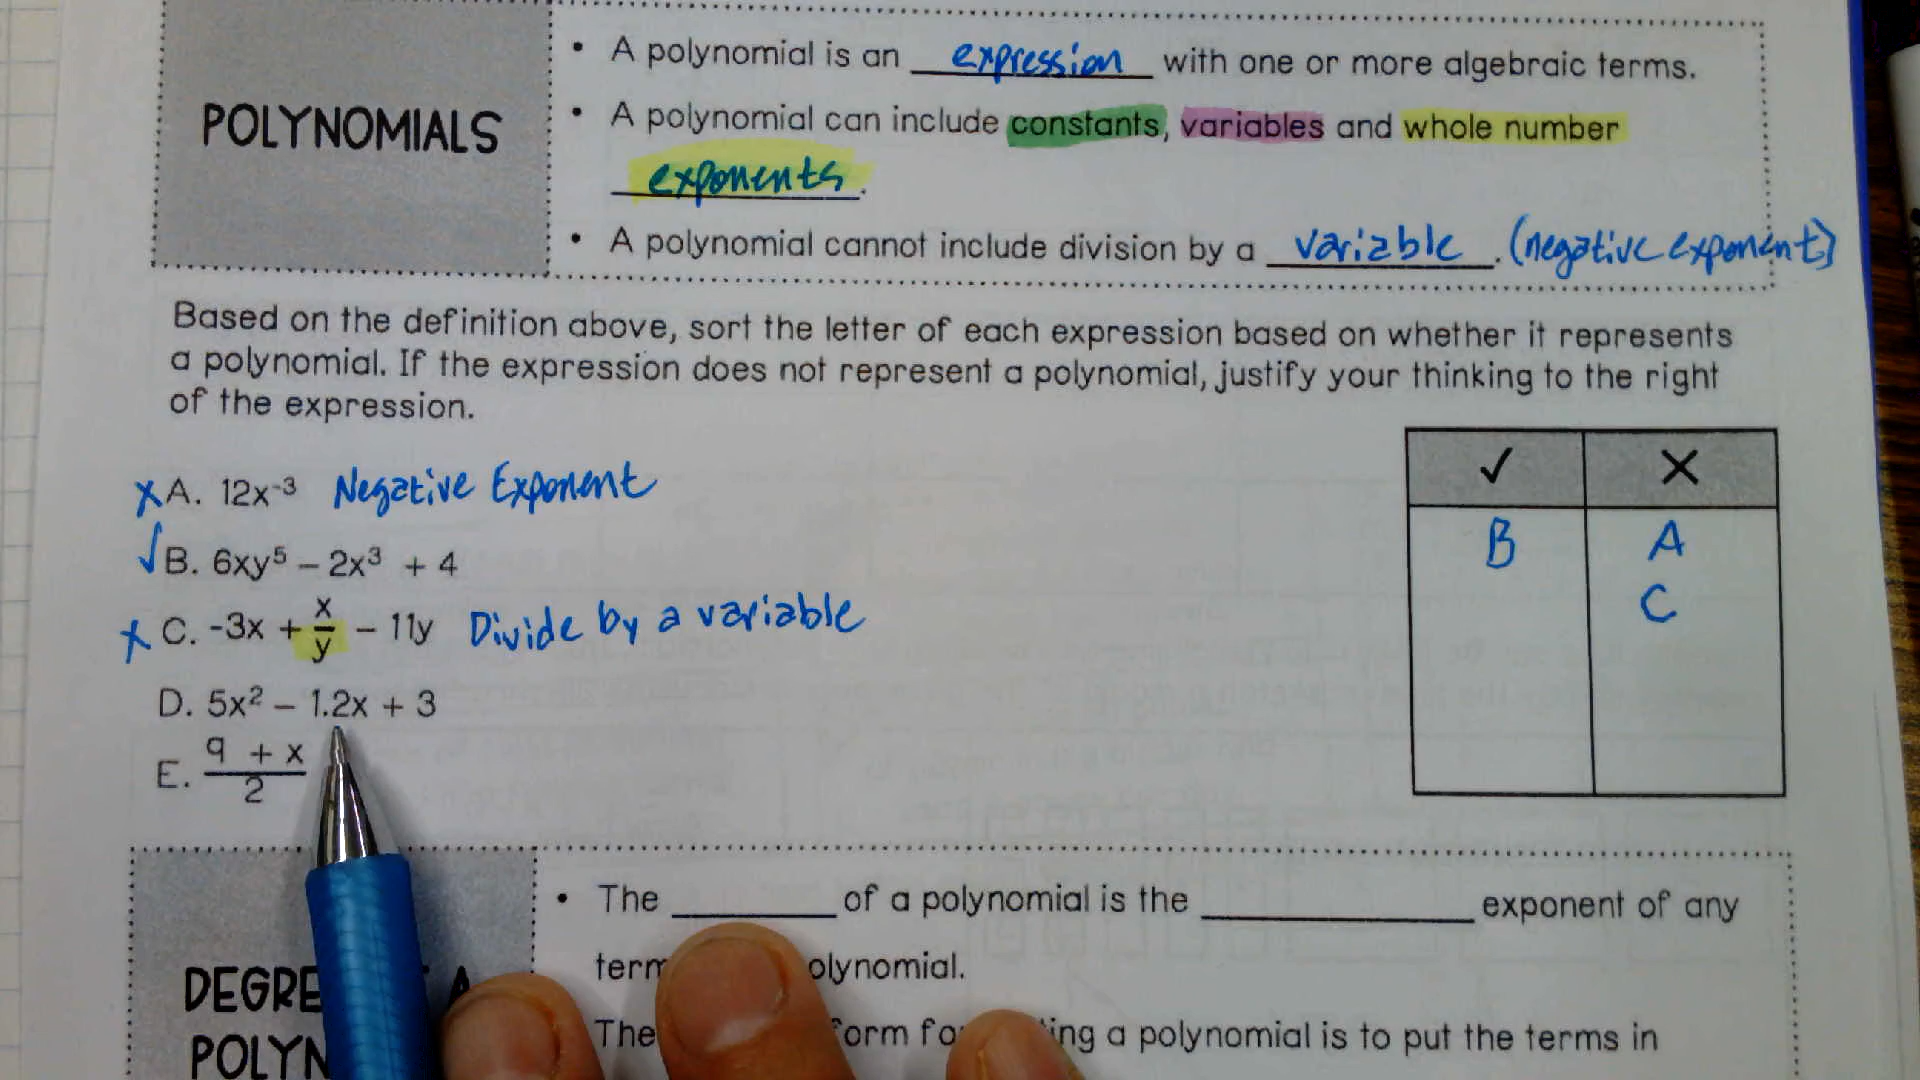 POLYNOMIALS
• A polynomial is an expression with one or more algebraic terms.
• A polynomial can include constants, variables and whole number
exponents.
• A polynomial cannot include division by a variable. (negative exponent)
Based on the definition above, sort the letter of each expression based on whether it represents
a polynomial. If the expression does not represent a polynomial, justify your thinking to the right
of the expression.
✓ ✕
x A. 12x⁻³ Negative Exponent
√ B. 6xy⁵ − 2x³ + 4
x C. -3x + x/y − 11y Divide by a variable
D. 5x² − 1.2x + 3
E. (9 + x)/2
B A
C
• The ________ of a polynomial is the ________ exponent of any
term olynomial.
DEGRE A
POLYN
The form fo ing a polynomial is to put the terms in